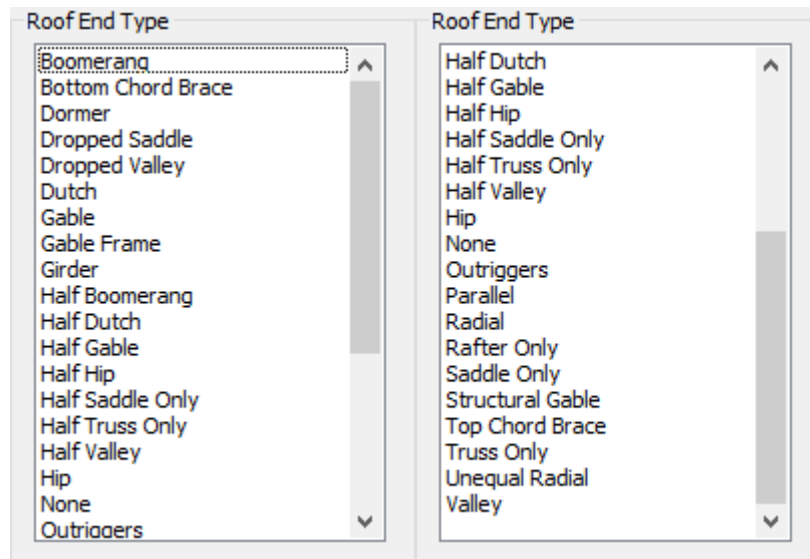 Roof End Type
Boomerang
Bottom Chord Brace
Dormer
Dropped Saddle
Dropped Valley
Dutch
Gable
Gable Frame
Girder
Half Boomerang
Half Dutch
Half Gable
Half Hip
Half Saddle Only
Half Truss Only
Half Valley
Hip
None
Outriggers
Roof End Type
Half Dutch
Half Gable
Half Hip
Half Saddle Only
Half Truss Only
Half Valley
Hip
None
Outriggers
Parallel
Radial
Rafter Only
Saddle Only
Structural Gable
Top Chord Brace
Truss Only
Unequal Radial
Valley